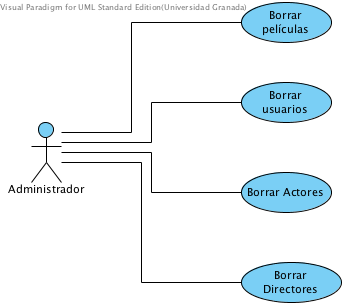 Visual Paradigm for UML Standard Edition(Universidad Granada)
Borrar
películas
Borrar
usuarios
Administrador
Borrar Actores
Borrar
Directores